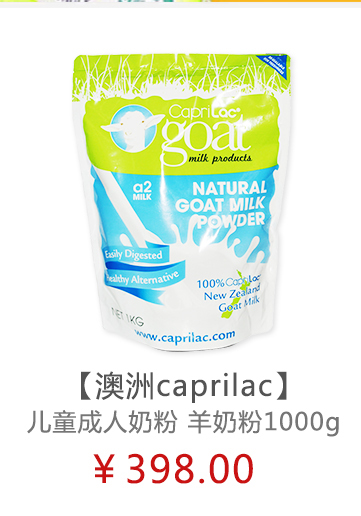 CapriLac
goat
milk products
a2
MILK
NATURAL
GOAT MILK
POWDER
Easily Digested
Healthy Alternative
100% CapriLac
New Zealand
Goat Milk
NET 1KG
www.caprilac.com
【澳洲caprilac】
儿童成人奶粉 羊奶粉1000g
￥398.00